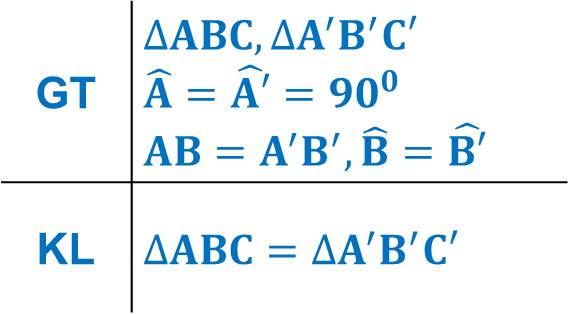 ΔABC, ΔA′B′C′
GT
Â = Â′ = 90⁰
AB = A′B′, B̂ = B̂′
KL
ΔABC = ΔA′B′C′